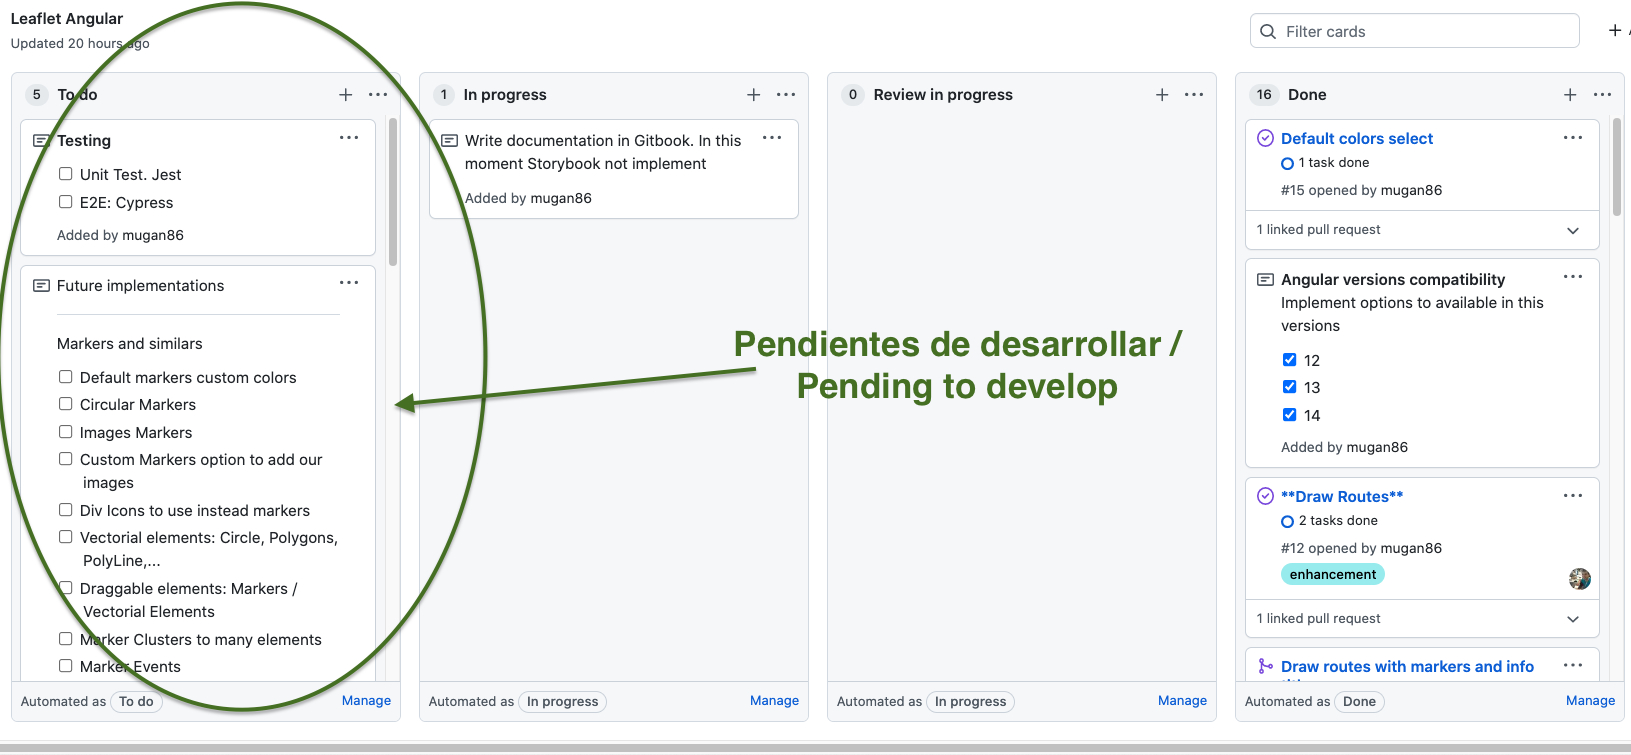 Leaflet Angular
Updated 20 hours ago
Filter cards
5 To do
Testing
Unit Test. Jest
E2E: Cypress
Added by mugan86
Future implementations
Markers and similars
Default markers custom colors
Circular Markers
Images Markers
Custom Markers option to add our
images
Div Icons to use instead markers
Vectorial elements: Circle, Polygons,
PolyLine,...
Draggable elements: Markers /
Vectorial Elements
Marker Clusters to many elements
Marker Events
Automated as To do Manage
1 In progress
Write documentation in Gitbook. In this
moment Storybook not implement
Added by mugan86
Automated as In progress Manage
0 Review in progress
Pendientes de desarrollar /
Pending to develop
Automated as In progress Manage
16 Done
Default colors select
1 task done
#15 opened by mugan86
1 linked pull request
Angular versions compatibility
Implement options to available in this
versions
12
13
14
Added by mugan86
**Draw Routes**
2 tasks done
#12 opened by mugan86
enhancement
1 linked pull request
Draw routes with markers and info
Automated as Done Manage